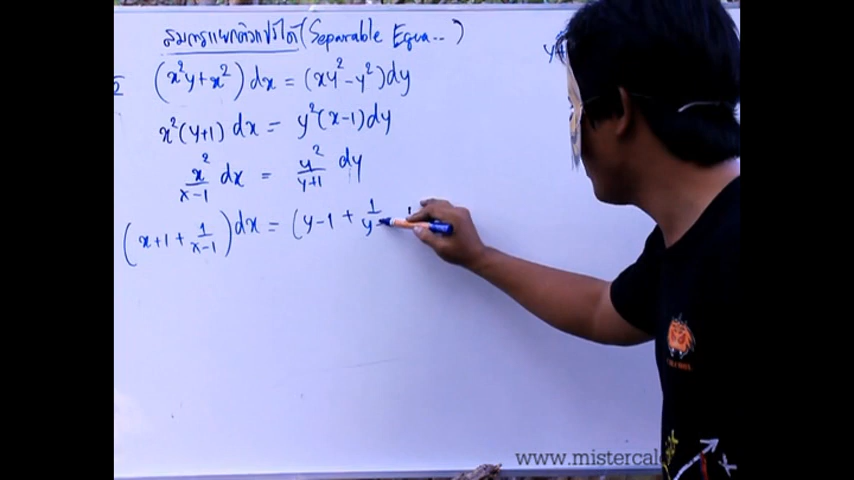 สมการแยกตัวแปรได้ (Separable Equa...)
(x²y+x²)dx = (xy²-y²)dy
x²(y+1)dx = y²(x-1)dy
x²/x-1 dx = y²/y+1 dy
(x+1+1/x-1)dx = (y-1+1/y
www.mistercal